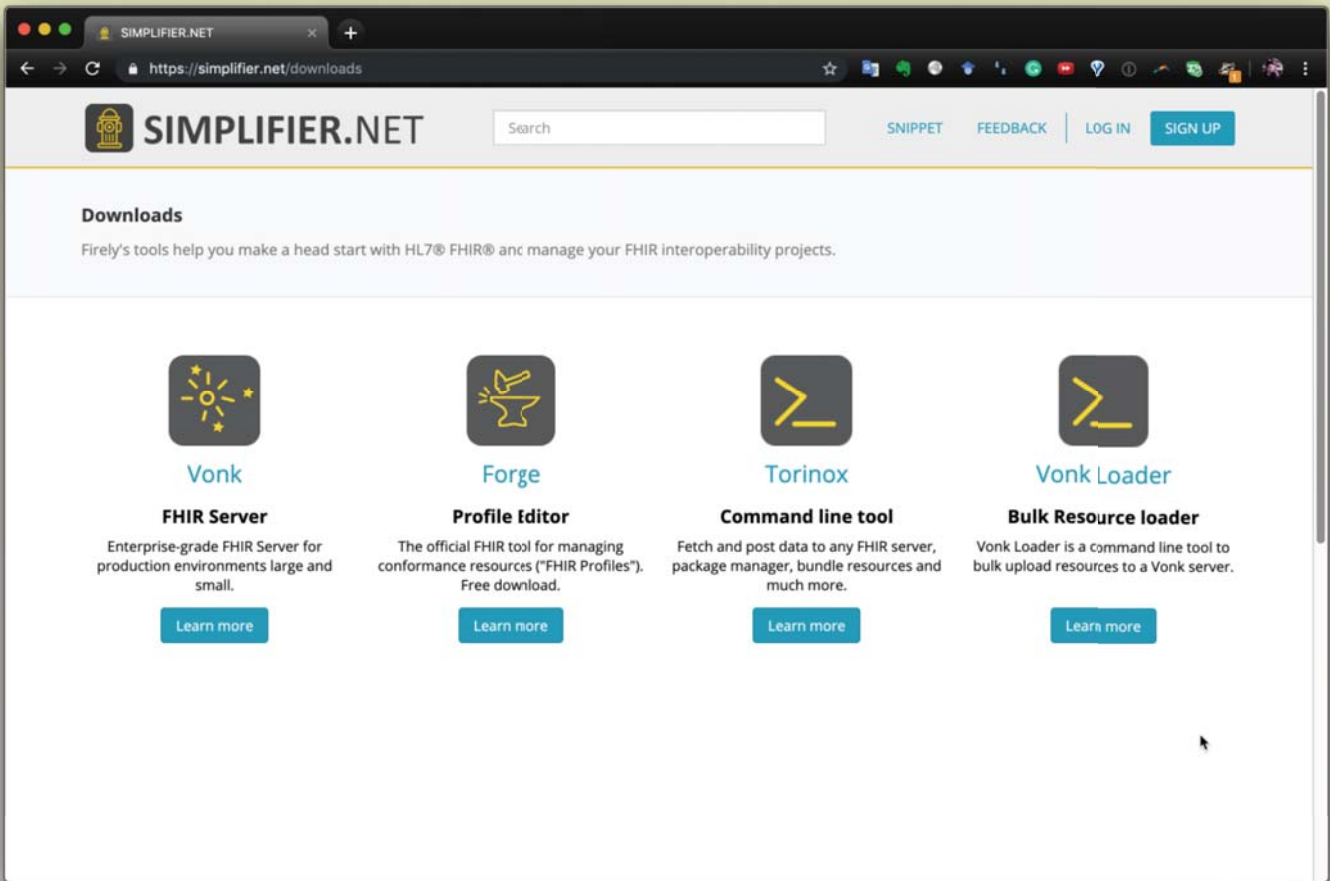 SIMPLIFIER.NET
https://simplifier.net/downloads
SIMPLIFIER.NET
Search
SNIPPET
FEEDBACK
LOG IN
SIGN UP
Downloads
Firely's tools help you make a head start with HL7® FHIR® and manage your FHIR interoperability projects.
Vonk
FHIR Server
Enterprise-grade FHIR Server for
production environments large and
small.
Learn more
Forge
Profile Editor
The official FHIR tool for managing
conformance resources ("FHIR Profiles").
Free download.
Learn more
Torinox
Command line tool
Fetch and post data to any FHIR server,
package manager, bundle resources and
much more.
Learn more
Vonk Loader
Bulk Resource loader
Vonk Loader is a command line tool to
bulk upload resources to a Vonk server.
Learn more